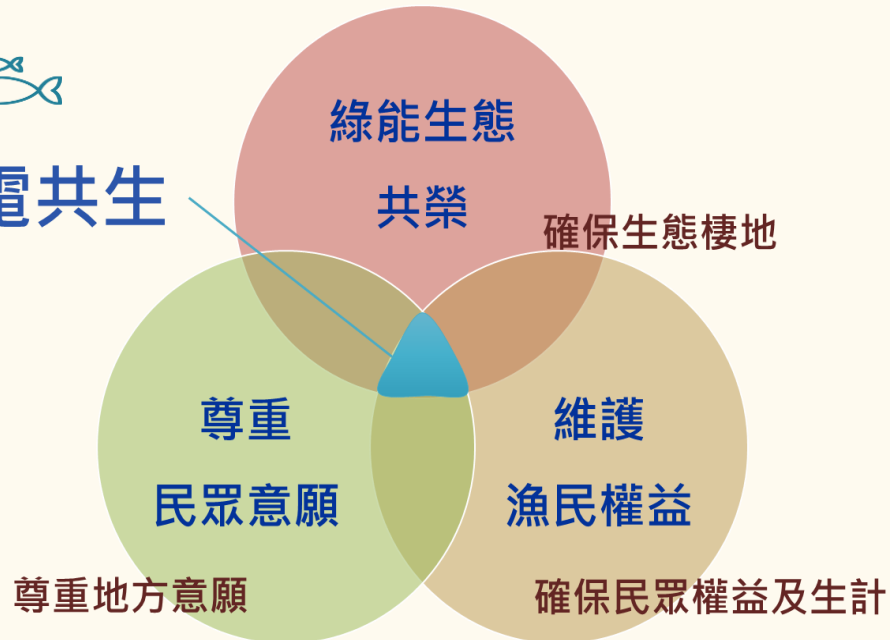 綠能生態
共榮
電共生
確保生態棲地
尊重
民眾意願
維護
漁民權益
尊重地方意願
確保民眾權益及生計